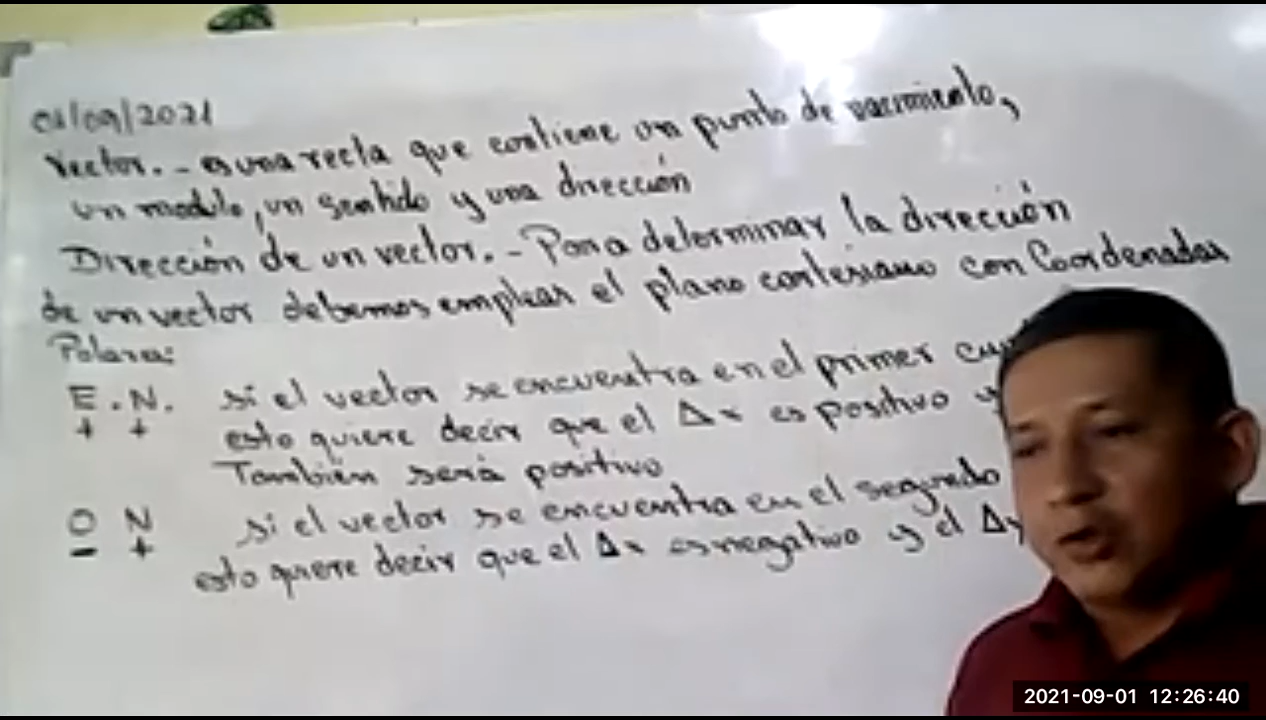 01/09/2021
Vector.- es una recta que contiene un punto de nacimiento,
un modulo, un sentido y una dirección
Dirección de un vector.- Para determinar la dirección
de un vector debemos emplear el plano cartesiano con Coordenadas
Polares:
E.N. si el vector se encuentra en el primer
+ + esto quiere decir que el Δx es positivo y
También será positivo
O N si el vector se encuentra en el segundo
- + esto quiere decir que el Δx es negativo y el Δy
2021-09-01 12:26:40